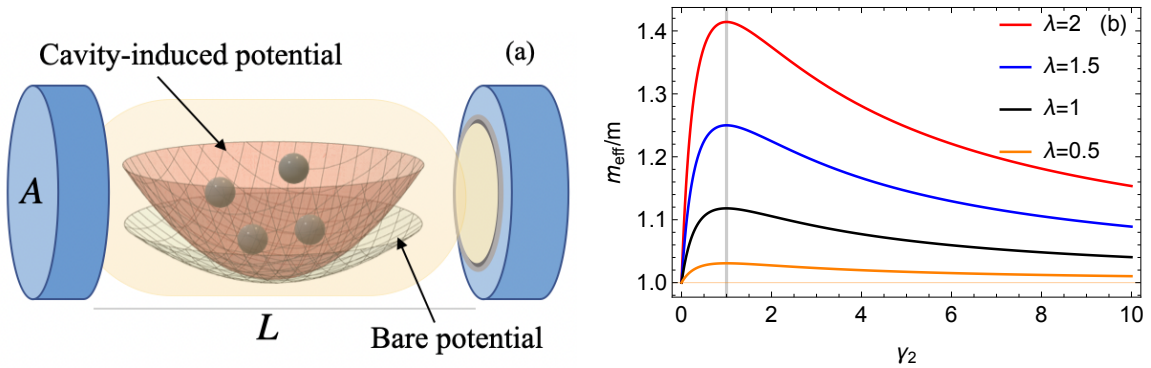 Cavity-induced potential
(a)
A
L
Bare potential
(b)
λ=2
λ=1.5
λ=1
λ=0.5
m_eff/m
1.4
1.3
1.2
1.1
1.0
0 2 4 6 8 10
γ₂